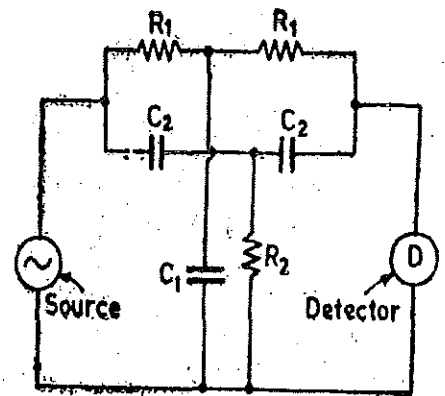 R1 R1
C2 C2
C1 R2
D
Source
Detector